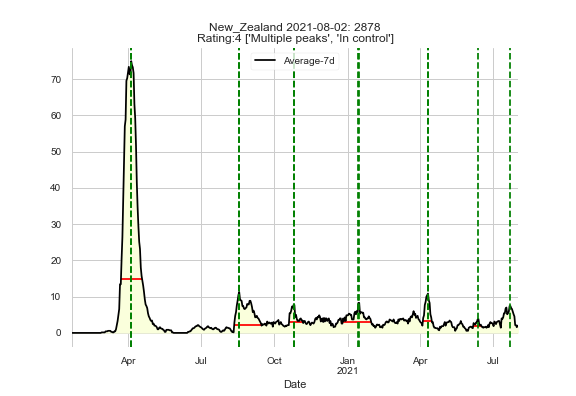 New_Zealand 2021-08-02: 2878
Rating:4 ['Multiple peaks', 'In control']
Average-7d
70
60
50
40
30
20
10
0
Apr Jul Oct Jan Apr Jul
2021
Date